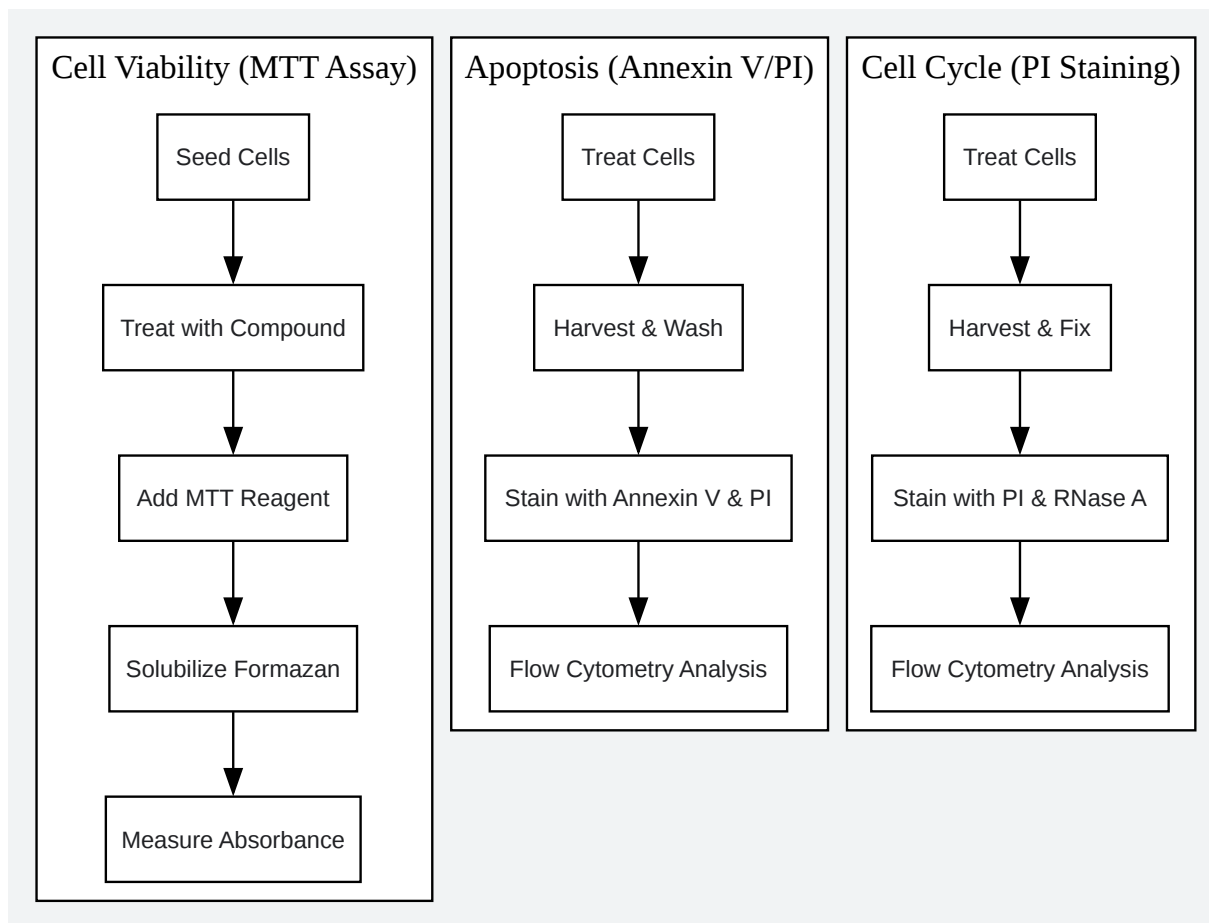 Cell Viability (MTT Assay)
Seed Cells
Treat with Compound
Add MTT Reagent
Solubilize Formazan
Measure Absorbance
Apoptosis (Annexin V/PI)
Treat Cells
Harvest & Wash
Stain with Annexin V & PI
Flow Cytometry Analysis
Cell Cycle (PI Staining)
Treat Cells
Harvest & Fix
Stain with PI & RNase A
Flow Cytometry Analysis